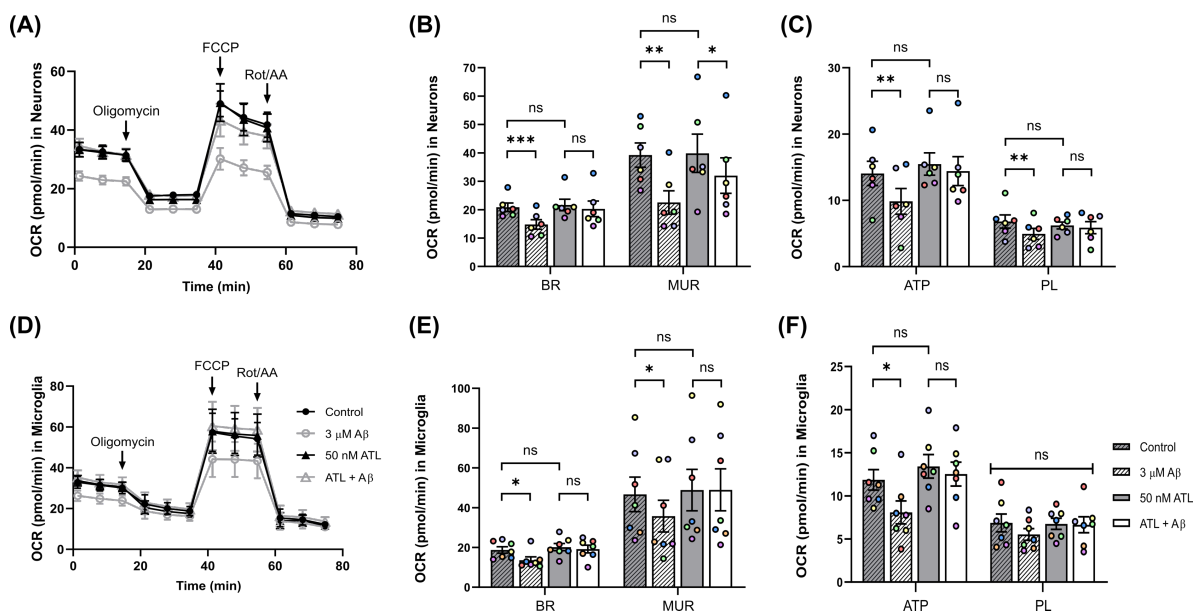 (A)
OCR (pmol/min) in Neurons
60
40
20
0
0 20 40 60 80
Time (min)
Oligomycin
FCCP
Rot/AA
(B)
OCR (pmol/min) in Neurons
70
60
50
40
30
20
10
0
ns
** *
ns
*** ns
BR MUR
(C)
OCR (pmol/min) in Neurons
30
20
10
0
ns
** ns
ns
** ns
ATP PL
(D)
OCR (pmol/min) in Microglia
80
60
40
20
0
0 20 40 60 80
Time (min)
Oligomycin
FCCP
Rot/AA
Control
3 μM Aβ
50 nM ATL
ATL + Aβ
(E)
OCR (pmol/min) in Microglia
100
80
60
40
20
0
ns
* ns
ns
* ns
BR MUR
(F)
OCR (pmol/min) in Microglia
25
20
15
10
5
0
ns
* ns
ns
ATP PL
Control
3 μM Aβ
50 nM ATL
ATL + Aβ